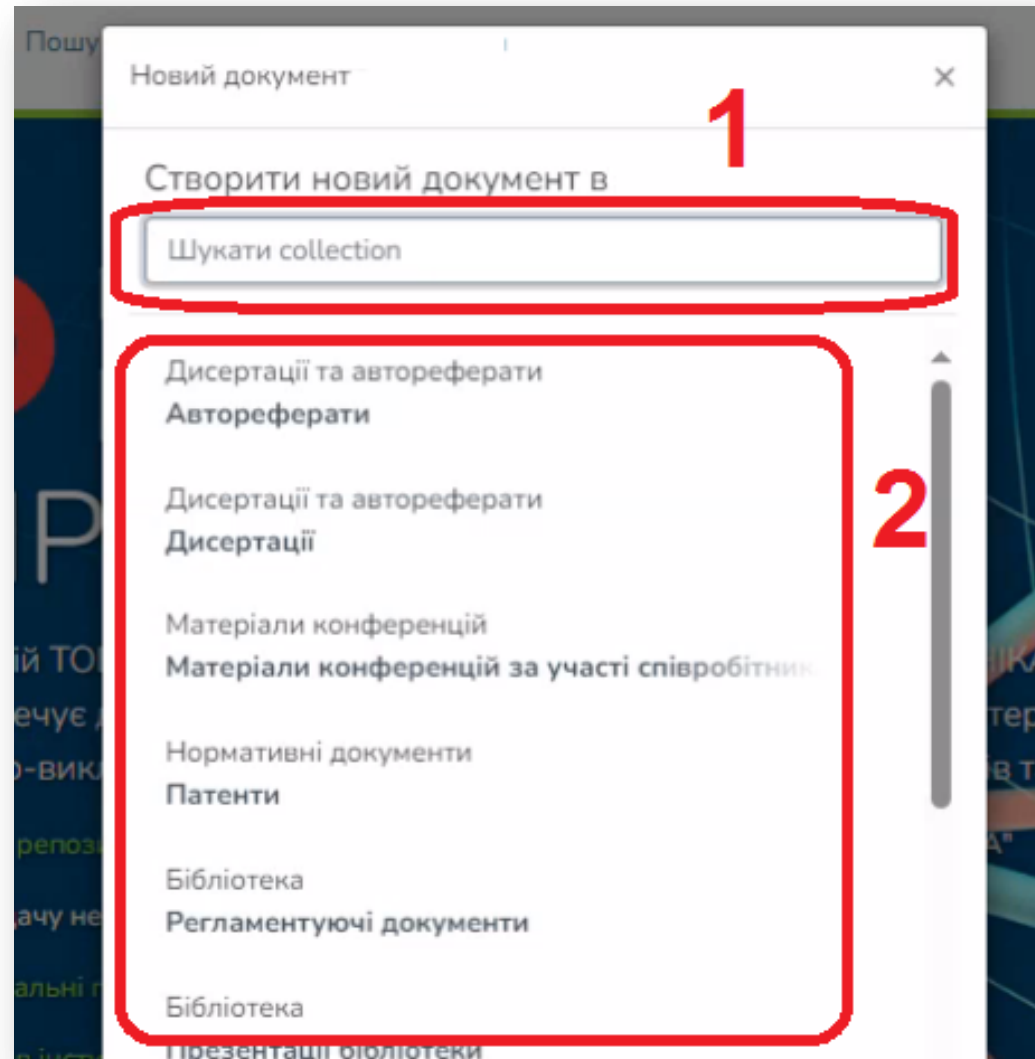 Новий документ
×
1
Створити новий документ в
Шукати collection
2
Дисертації та автореферати
Автореферати
Дисертації та автореферати
Дисертації
Матеріали конференцій
Матеріали конференцій за участі
Нормативні документи
Патенти
Бібліотека
Регламентуючі документи
Бібліотека
Презентації бібліотеки